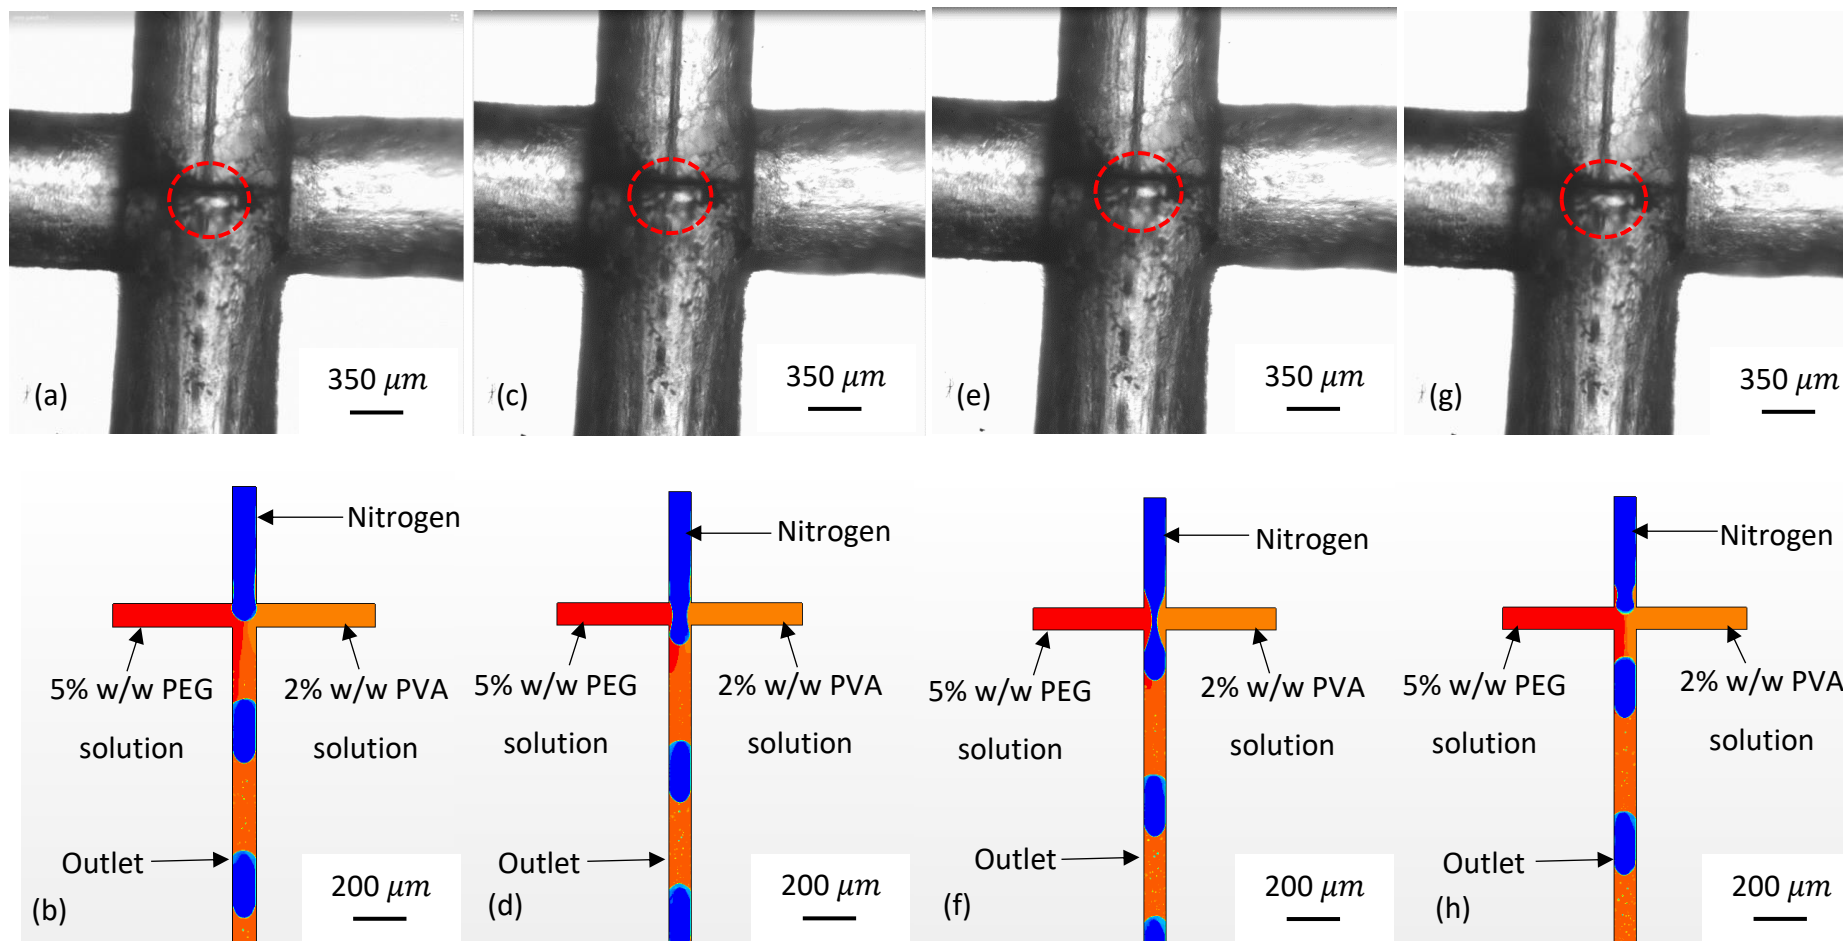 (a)
350 μm
(c)
350 μm
(e)
350 μm
(g)
350 μm
Nitrogen
5% w/w PEG
solution
2% w/w PVA
solution
Outlet
200 μm
(b)
Nitrogen
5% w/w PEG
solution
2% w/w PVA
solution
Outlet
200 μm
(d)
Nitrogen
5% w/w PEG
solution
2% w/w PVA
solution
Outlet
200 μm
(f)
Nitrogen
5% w/w PEG
solution
2% w/w PVA
solution
Outlet
200 μm
(h)